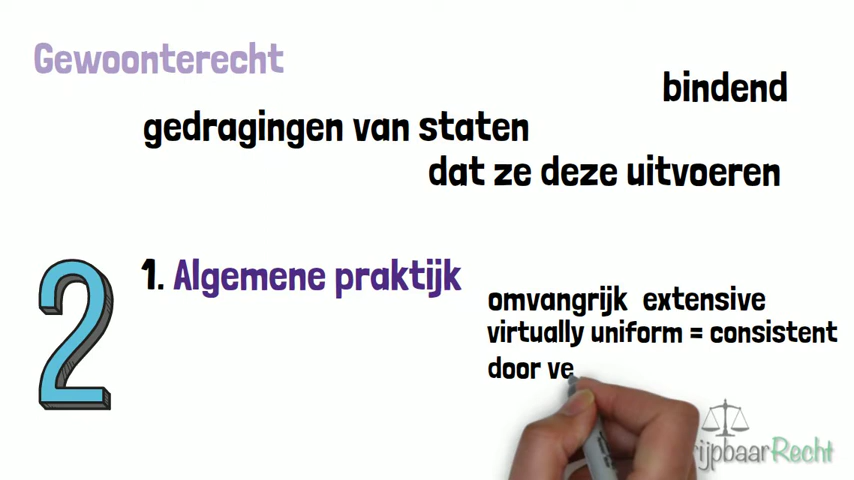 Gewoonterecht
bindend
gedragingen van staten
dat ze deze uitvoeren
2
1. Algemene praktijk
omvangrijk extensive
virtually uniform = consistent
door ve
rijpbaarRecht